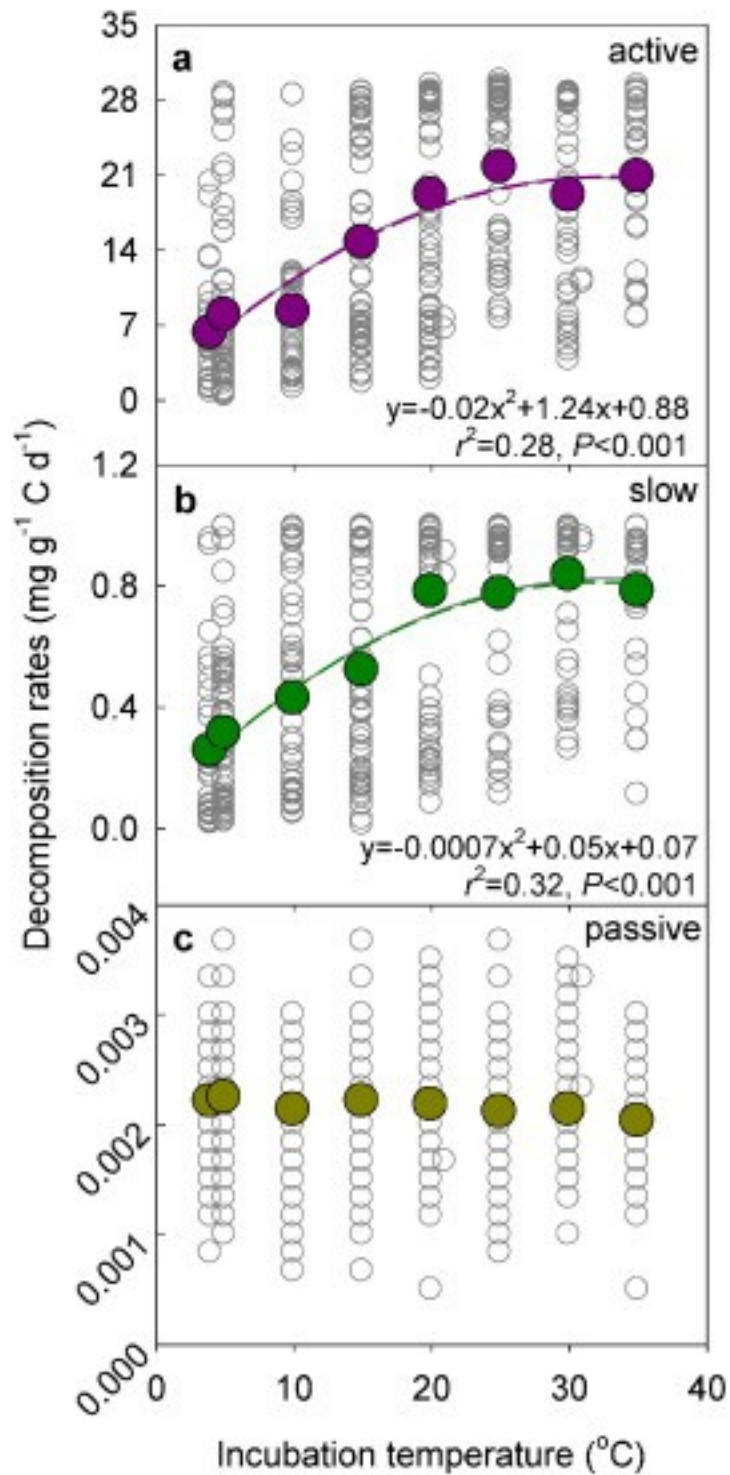 Decomposition rates (mg g⁻¹ C d⁻¹)
35
a
active
28
21
14
7
0
y=-0.02x²+1.24x+0.88
r²=0.28, P<0.001
1.2
b
slow
0.8
0.4
0.0
y=-0.0007x²+0.05x+0.07
r²=0.32, P<0.001
0.004
c
passive
0.003
0.002
0.001
0.000
0 10 20 30 40
Incubation temperature (°C)